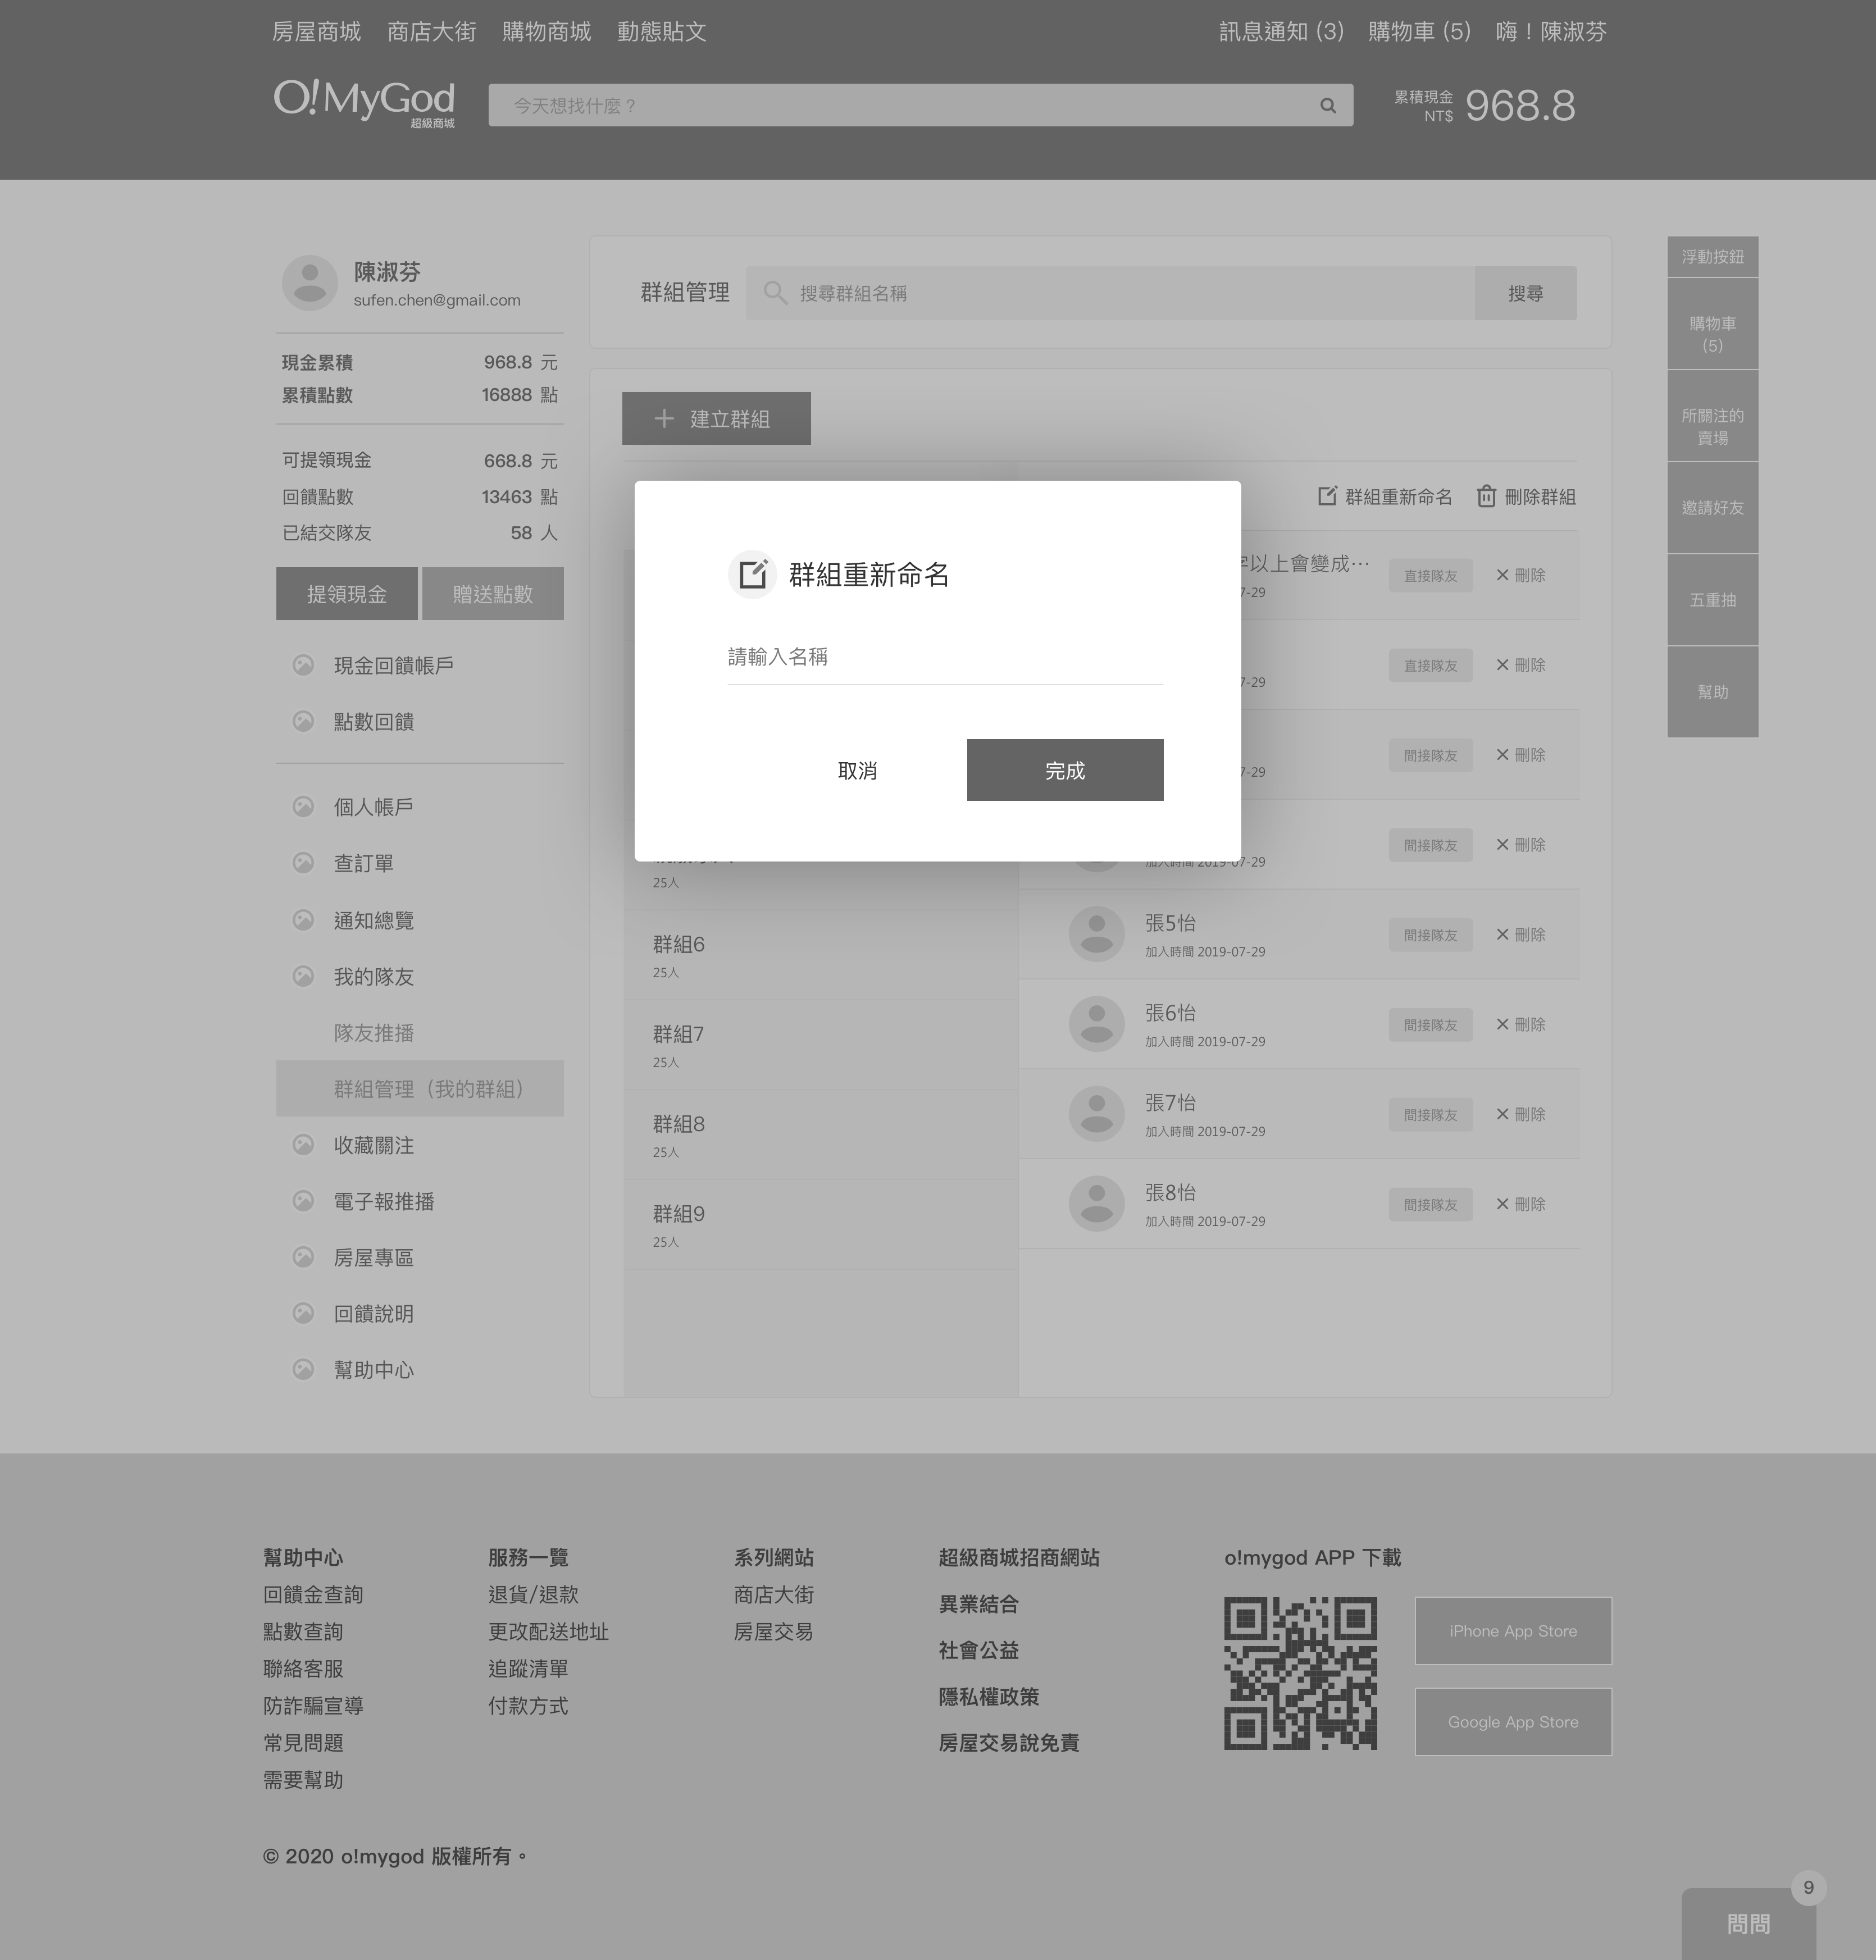 房屋商城 商店大街 購物商城 動態貼文
訊息通知 (3) 購物車 (5) 嗨！陳淑芬
O!MyGod
超級商城
今天想找什麼？
累積現金
NT$ 968.8
陳淑芬
sufen.chen@gmail.com
現金累積 968.8 元
累積點數 16888 點
可提領現金 668.8 元
回饋點數 13463 點
已結交隊友 58 人
提領現金 贈送點數
現金回饋帳戶
點數回饋
個人帳戶
查訂單
通知總覽
我的隊友
隊友推播
群組管理（我的群組）
收藏關注
電子報推播
房屋專區
回饋說明
幫助中心
群組管理 搜尋群組名稱 搜尋
建立群組
群組重新命名 刪除群組
群組重新命名
請輸入名稱
取消 完成
字以上會變成⋯
7-29
直接隊友 刪除
7-29
直接隊友 刪除
7-29
間接隊友 刪除
加入時間 2019-07-29
間接隊友 刪除
25人
群組6
25人
群組7
25人
群組8
25人
群組9
25人
張5怡
加入時間 2019-07-29
間接隊友 刪除
張6怡
加入時間 2019-07-29
間接隊友 刪除
張7怡
加入時間 2019-07-29
間接隊友 刪除
張8怡
加入時間 2019-07-29
間接隊友 刪除
浮動按鈕
購物車
(5)
所關注的
賣場
邀請好友
五重抽
幫助
幫助中心
回饋金查詢
點數查詢
聯絡客服
防詐騙宣導
常見問題
需要幫助
服務一覽
退貨/退款
更改配送地址
追蹤清單
付款方式
系列網站
商店大街
房屋交易
超級商城招商網站
異業結合
社會公益
隱私權政策
房屋交易說免責
o!mygod APP 下載
iPhone App Store
Google App Store
© 2020 o!mygod 版權所有。
9
問問